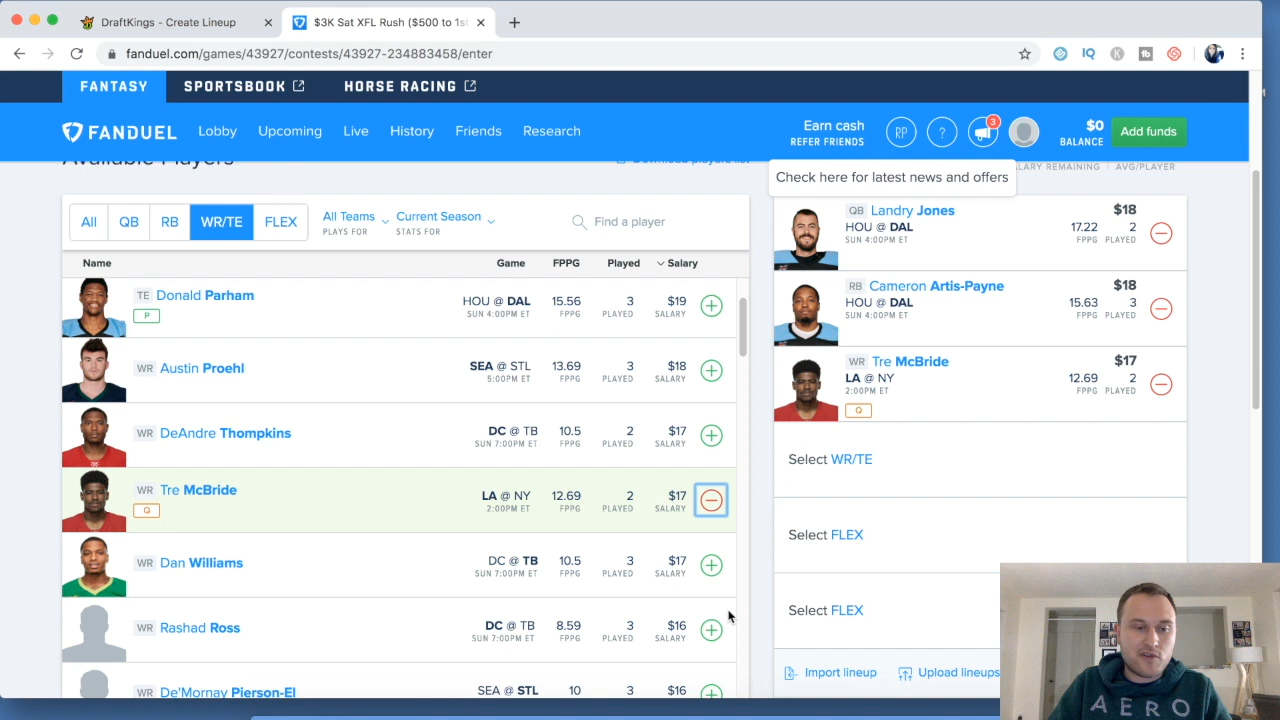 DraftKings - Create Lineup
$3K Sat XFL Rush ($500 to 1st
fanduel.com/games/43927/contests/43927-234883458/enter
FANTASY SPORTSBOOK HORSE RACING
FANDUEL Lobby Upcoming Live History Friends Research
Earn cash
REFER FRIENDS
RP ? 3
$0
BALANCE
Add funds
Available Players
Download players list
SALARY REMAINING AVG/PLAYER
Check here for latest news and offers
All QB RB WR/TE FLEX
All Teams
PLAYS FOR
Current Season
STATS FOR
Find a player
Name Game FPPG Played Salary
TE Donald Parham
P
HOU @ DAL 15.56 3 $19
SUN 4:00PM ET FPPG PLAYED SALARY
WR Austin Proehl
SEA @ STL 13.69 3 $18
5:00PM ET FPPG PLAYED SALARY
WR DeAndre Thompkins
DC @ TB 10.5 2 $17
SUN 7:00PM ET FPPG PLAYED SALARY
WR Tre McBride
Q
LA @ NY 12.69 2 $17
2:00PM ET FPPG PLAYED SALARY
WR Dan Williams
DC @ TB 10.5 3 $17
SUN 7:00PM ET FPPG PLAYED SALARY
WR Rashad Ross
DC @ TB 8.59 3 $16
SUN 7:00PM ET FPPG PLAYED SALARY
WR De'Mornay Pierson-El
SEA @ STL 10 3 $16
QB Landry Jones $18
HOU @ DAL 17.22 2
SUN 4:00PM ET FPPG PLAYED
RB Cameron Artis-Payne $18
HOU @ DAL 15.63 3
SUN 4:00PM ET FPPG PLAYED
WR Tre McBride $17
LA @ NY 12.69 2
2:00PM ET FPPG PLAYED
Q
Select WR/TE
Select FLEX
Select FLEX
Import lineup Upload lineups
AERO